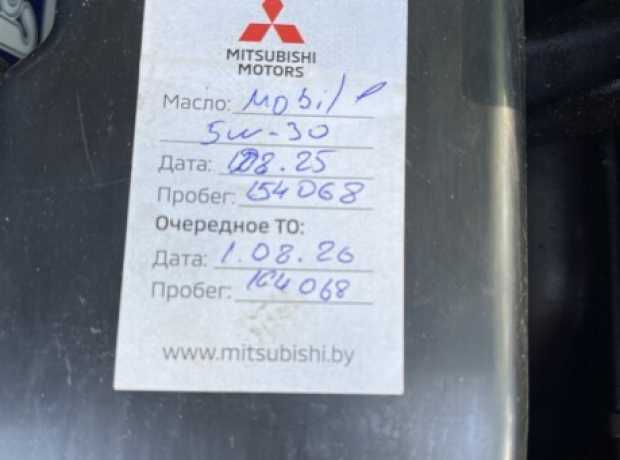 MITSUBISHI
MOTORS
Масло: Mobil
5W-30
Дата: 08.25
Пробег: 154068
Очередное ТО:
Дата: 1.08.26
Пробег: 164068
www.mitsubishi.by